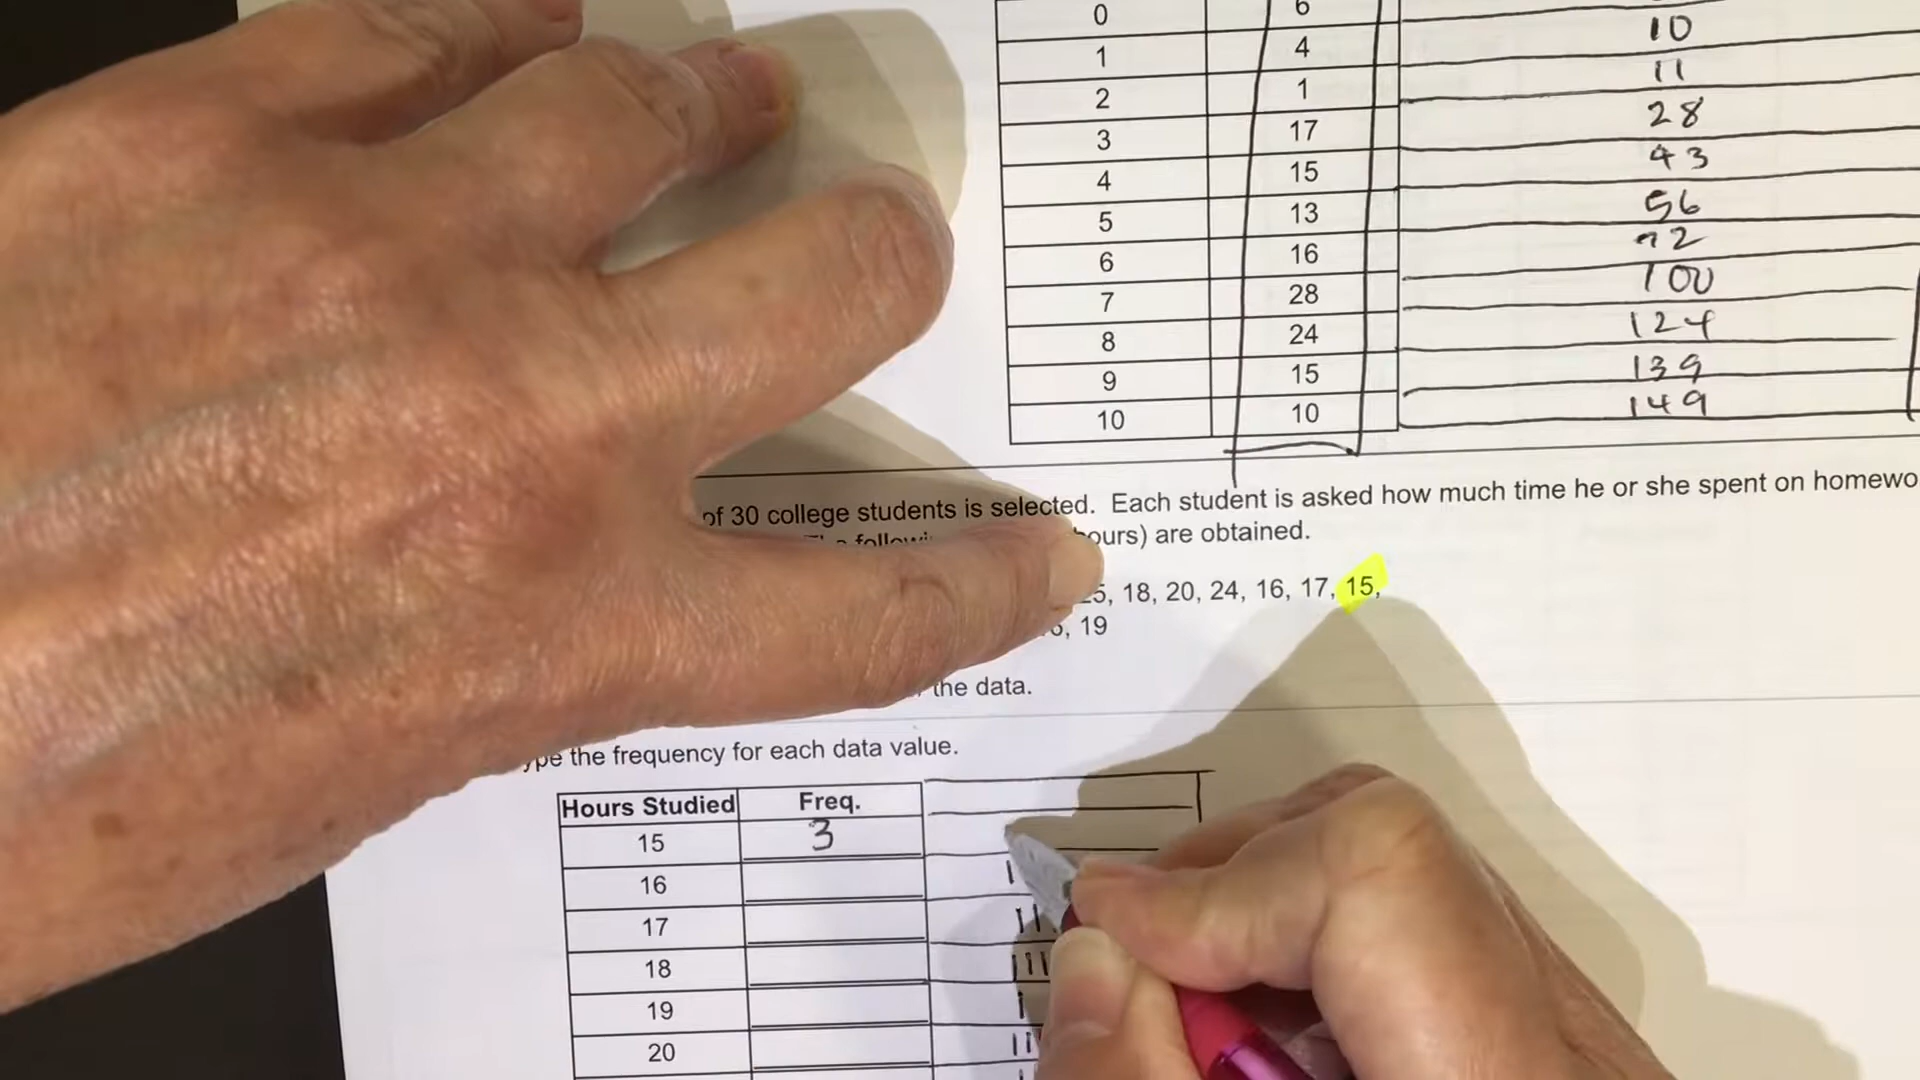 0 6
1 4 10
2 1 11
3 17 28
4 15 43
5 13 56
6 16 72
7 28 100
8 24 124
9 15 139
10 10 149
of 30 college students is selected. Each student is asked how much time he or she spent on homewo
ours) are obtained.
5, 18, 20, 24, 16, 17, 15,
, 19
the data.
the frequency for each data value.
Hours Studied Freq.
15 3
16
17
18
19
20